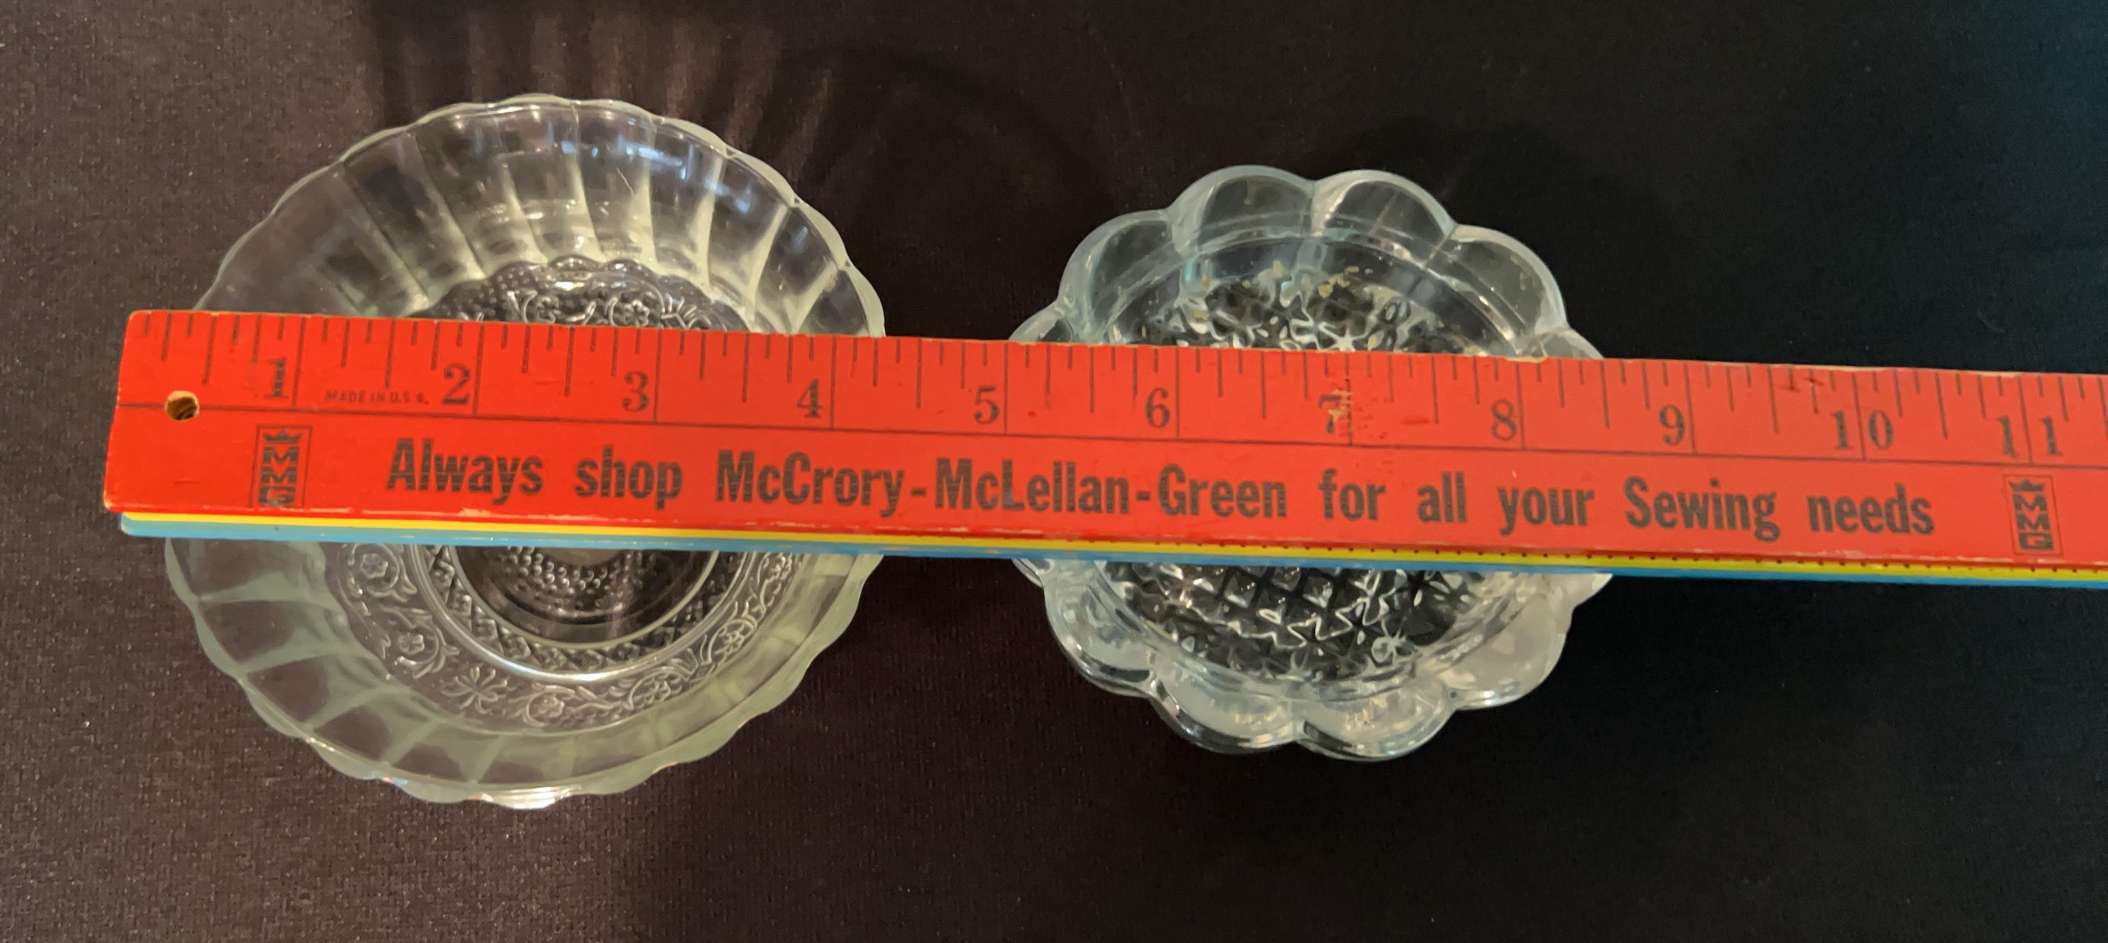 1 2 3 4 5 6 7 8 9 10 11
MADE IN U.S.A.
MMG Always shop McCrory-McLellan-Green for all your Sewing needs MMG